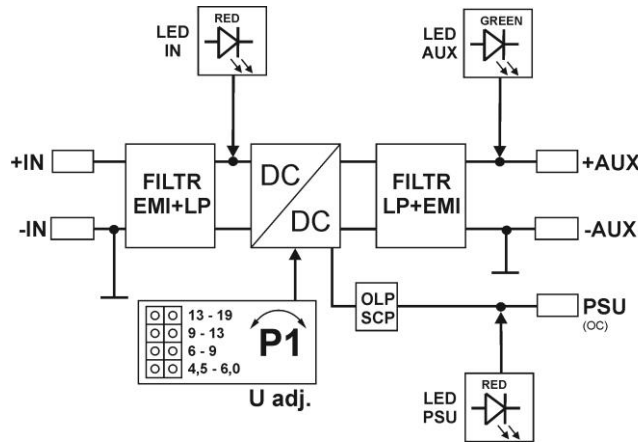 LED
IN
RED
LED
AUX
GREEN
+IN
-IN
FILTR
EMI+LP
DC
DC
FILTR
LP+EMI
+AUX
-AUX
13 - 19
9 - 13
6 - 9
4,5 - 6,0
P1
U adj.
OLP
SCP
PSU
(OC)
LED
PSU
RED